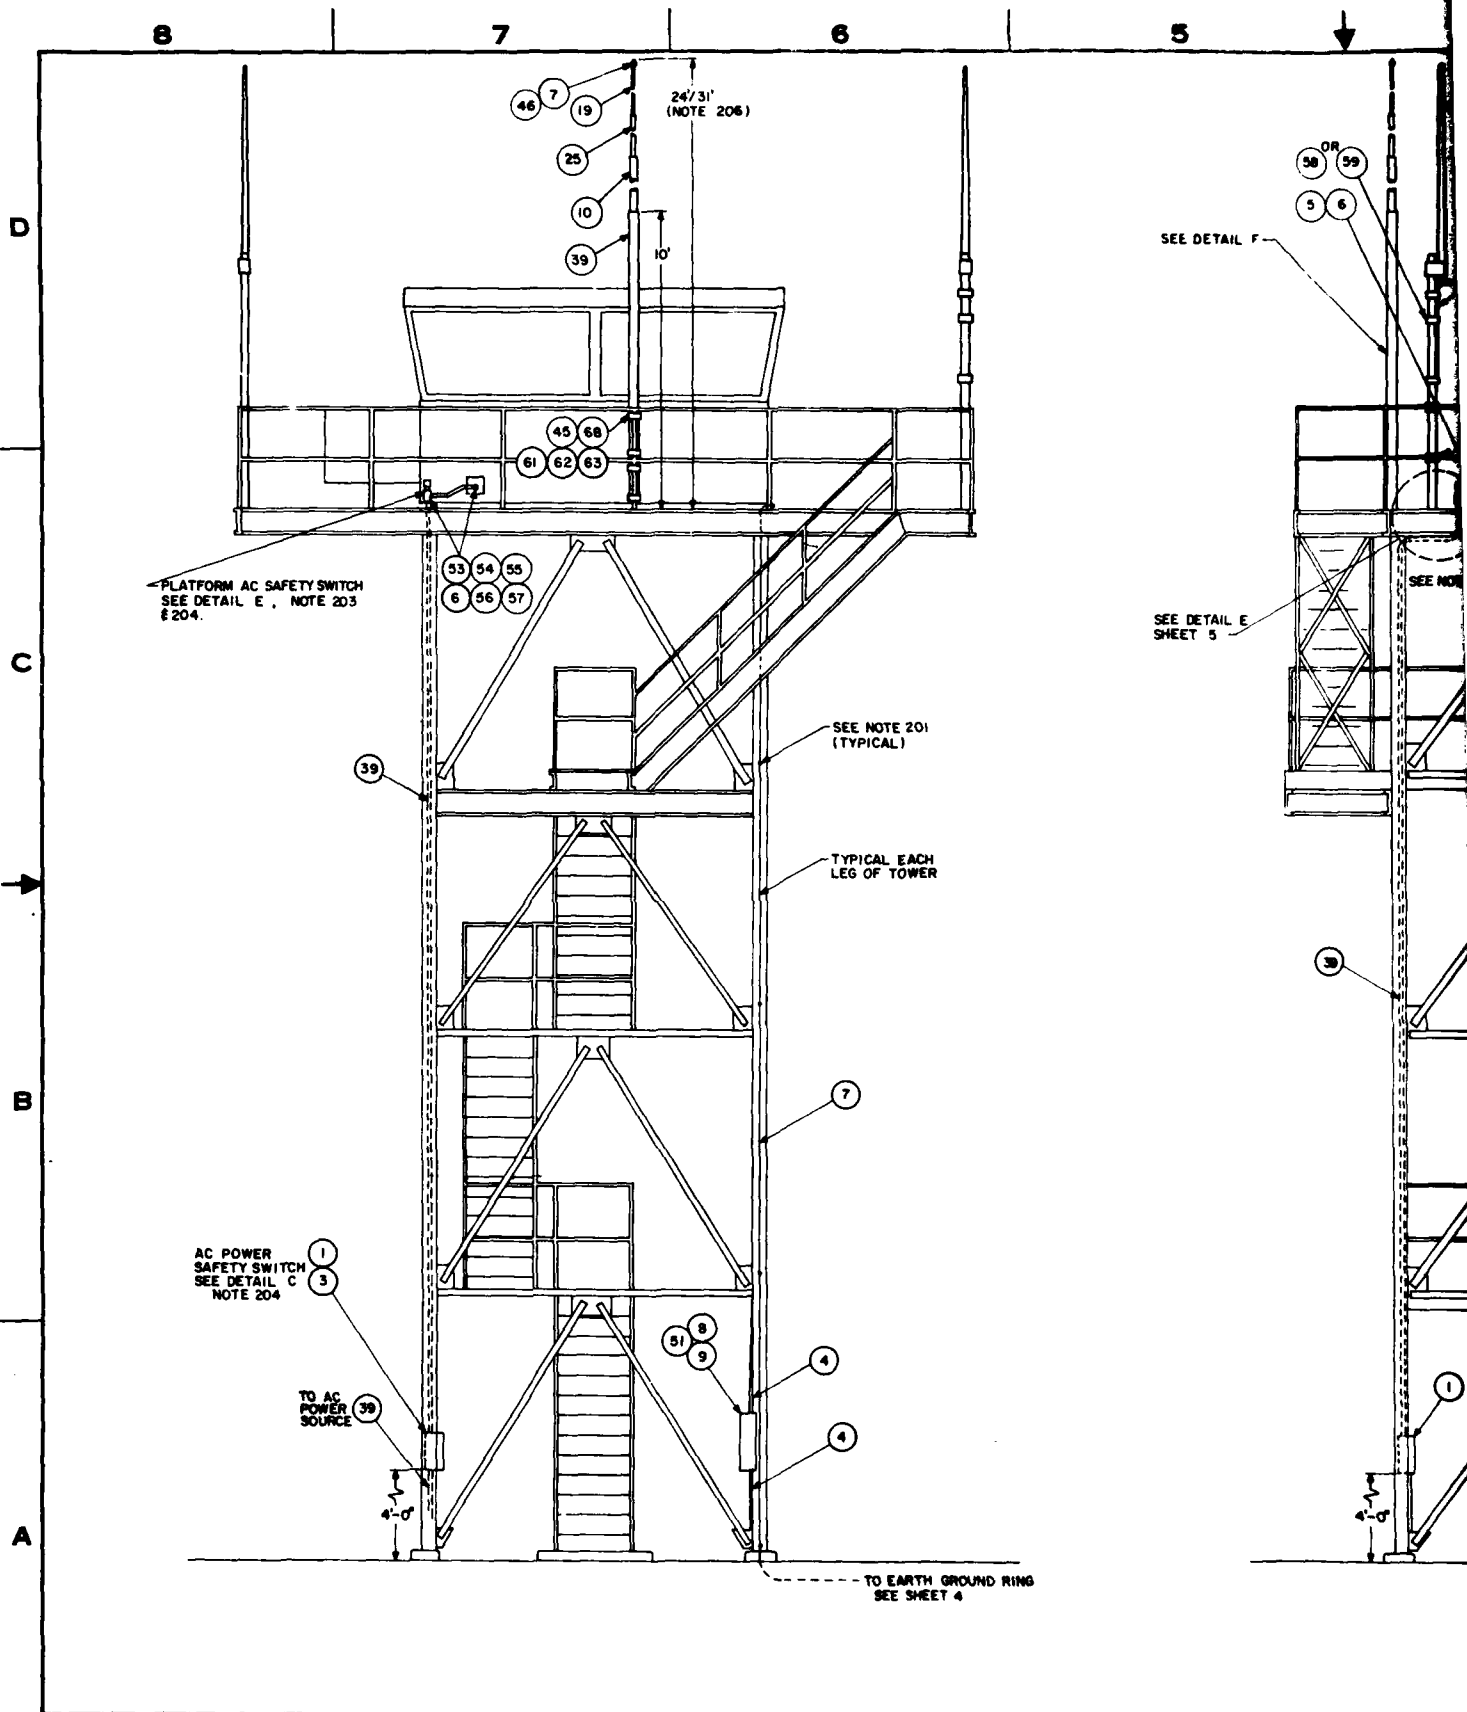 8 7 6 5
D
C
B
A
46 7 19
25
10
39
24'/31'
(NOTE 206)
10'
45 68
61 62 63
53 54 55
6 56 57
PLATFORM AC SAFETY SWITCH
SEE DETAIL E, NOTE 203
& 204.
SEE NOTE 201
(TYPICAL)
39
TYPICAL EACH
LEG OF TOWER
7
AC POWER 1
SAFETY SWITCH
SEE DETAIL C 3
NOTE 204
51 8
9
4
4
TO AC
POWER 39
SOURCE
4'-0"
TO EARTH GROUND RING
SEE SHEET 4
OR
58 59
5 6
SEE DETAIL F
SEE
SEE DETAIL E
SHEET 5
1
4'-0"